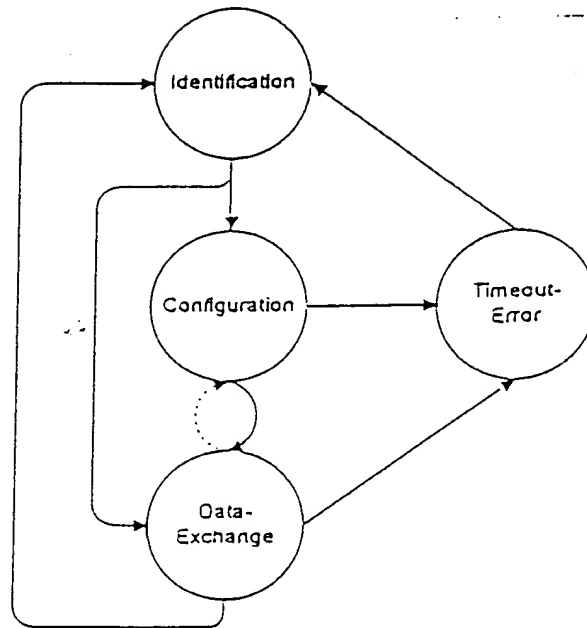 Identification
Configuration
Timeout-
Error
Data-
Exchange